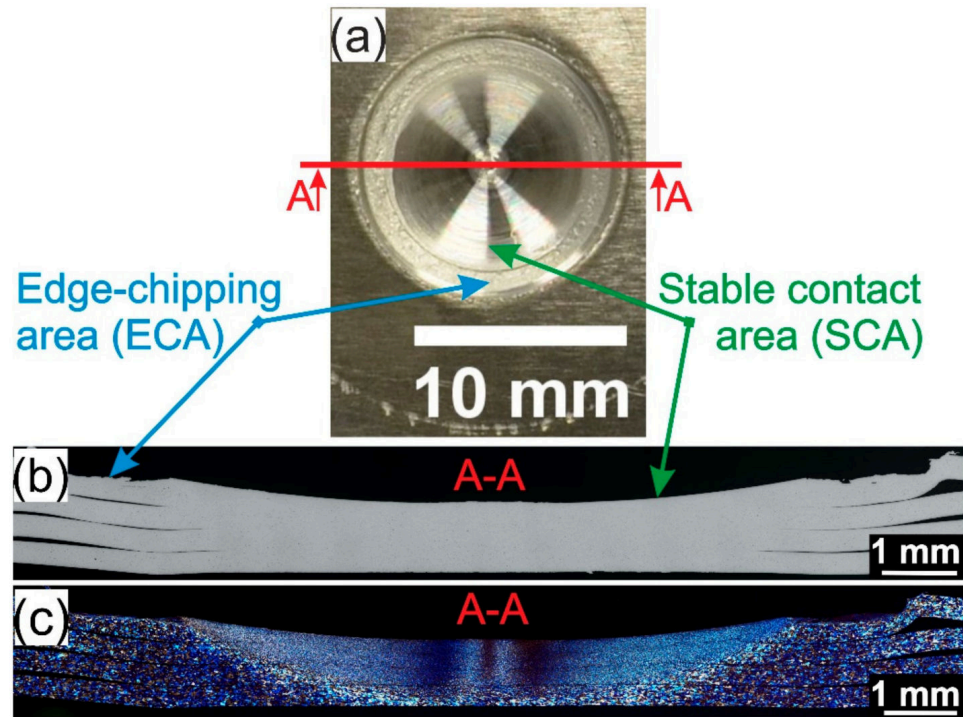 (a)
A A
Edge-chipping
area (ECA)
Stable contact
area (SCA)
10 mm
(b)
A-A
1 mm
(c)
A-A
1 mm